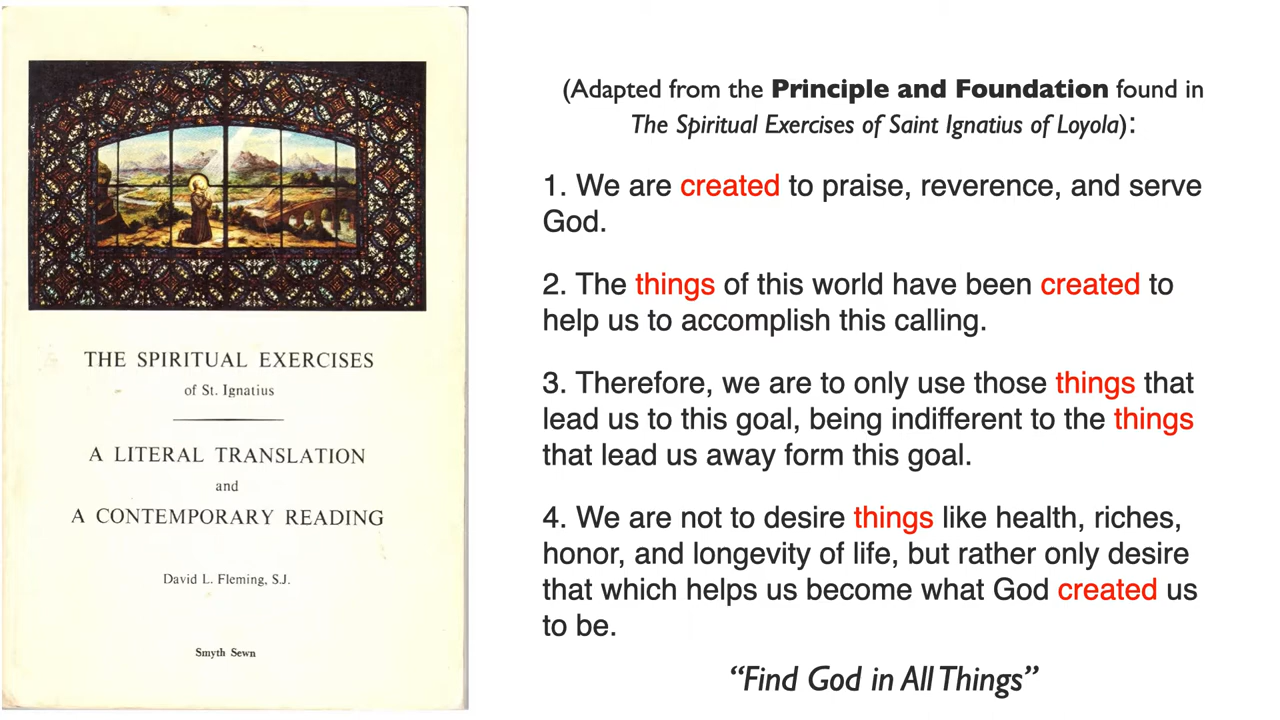 THE SPIRITUAL EXERCISES
of St. Ignatius
A LITERAL TRANSLATION
and
A CONTEMPORARY READING
David L. Fleming, S.J.
Smyth Sewn
(Adapted from the Principle and Foundation found in
The Spiritual Exercises of Saint Ignatius of Loyola):
1. We are created to praise, reverence, and serve
God.
2. The things of this world have been created to
help us to accomplish this calling.
3. Therefore, we are to only use those things that
lead us to this goal, being indifferent to the things
that lead us away form this goal.
4. We are not to desire things like health, riches,
honor, and longevity of life, but rather only desire
that which helps us become what God created us
to be.
“Find God in All Things”